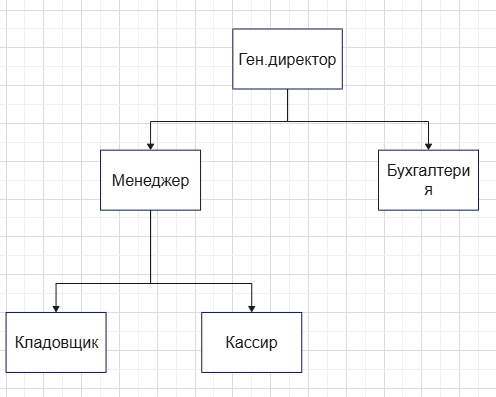 Ген.директор
Менеджер
Бухгалтери
я
Кладовщик
Кассир